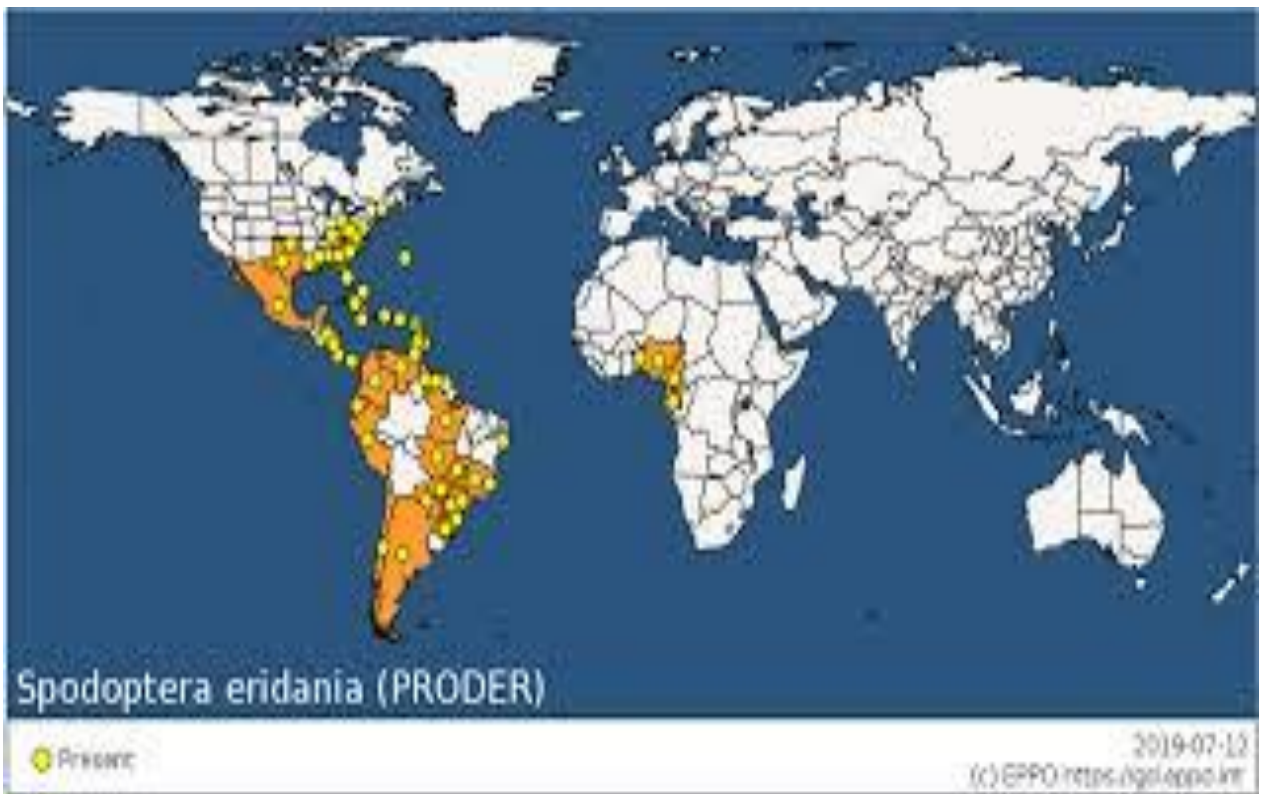 Spodoptera eridania (PRODER)
Present
2019-07-12
(c) EPPO https://gd.eppo.int